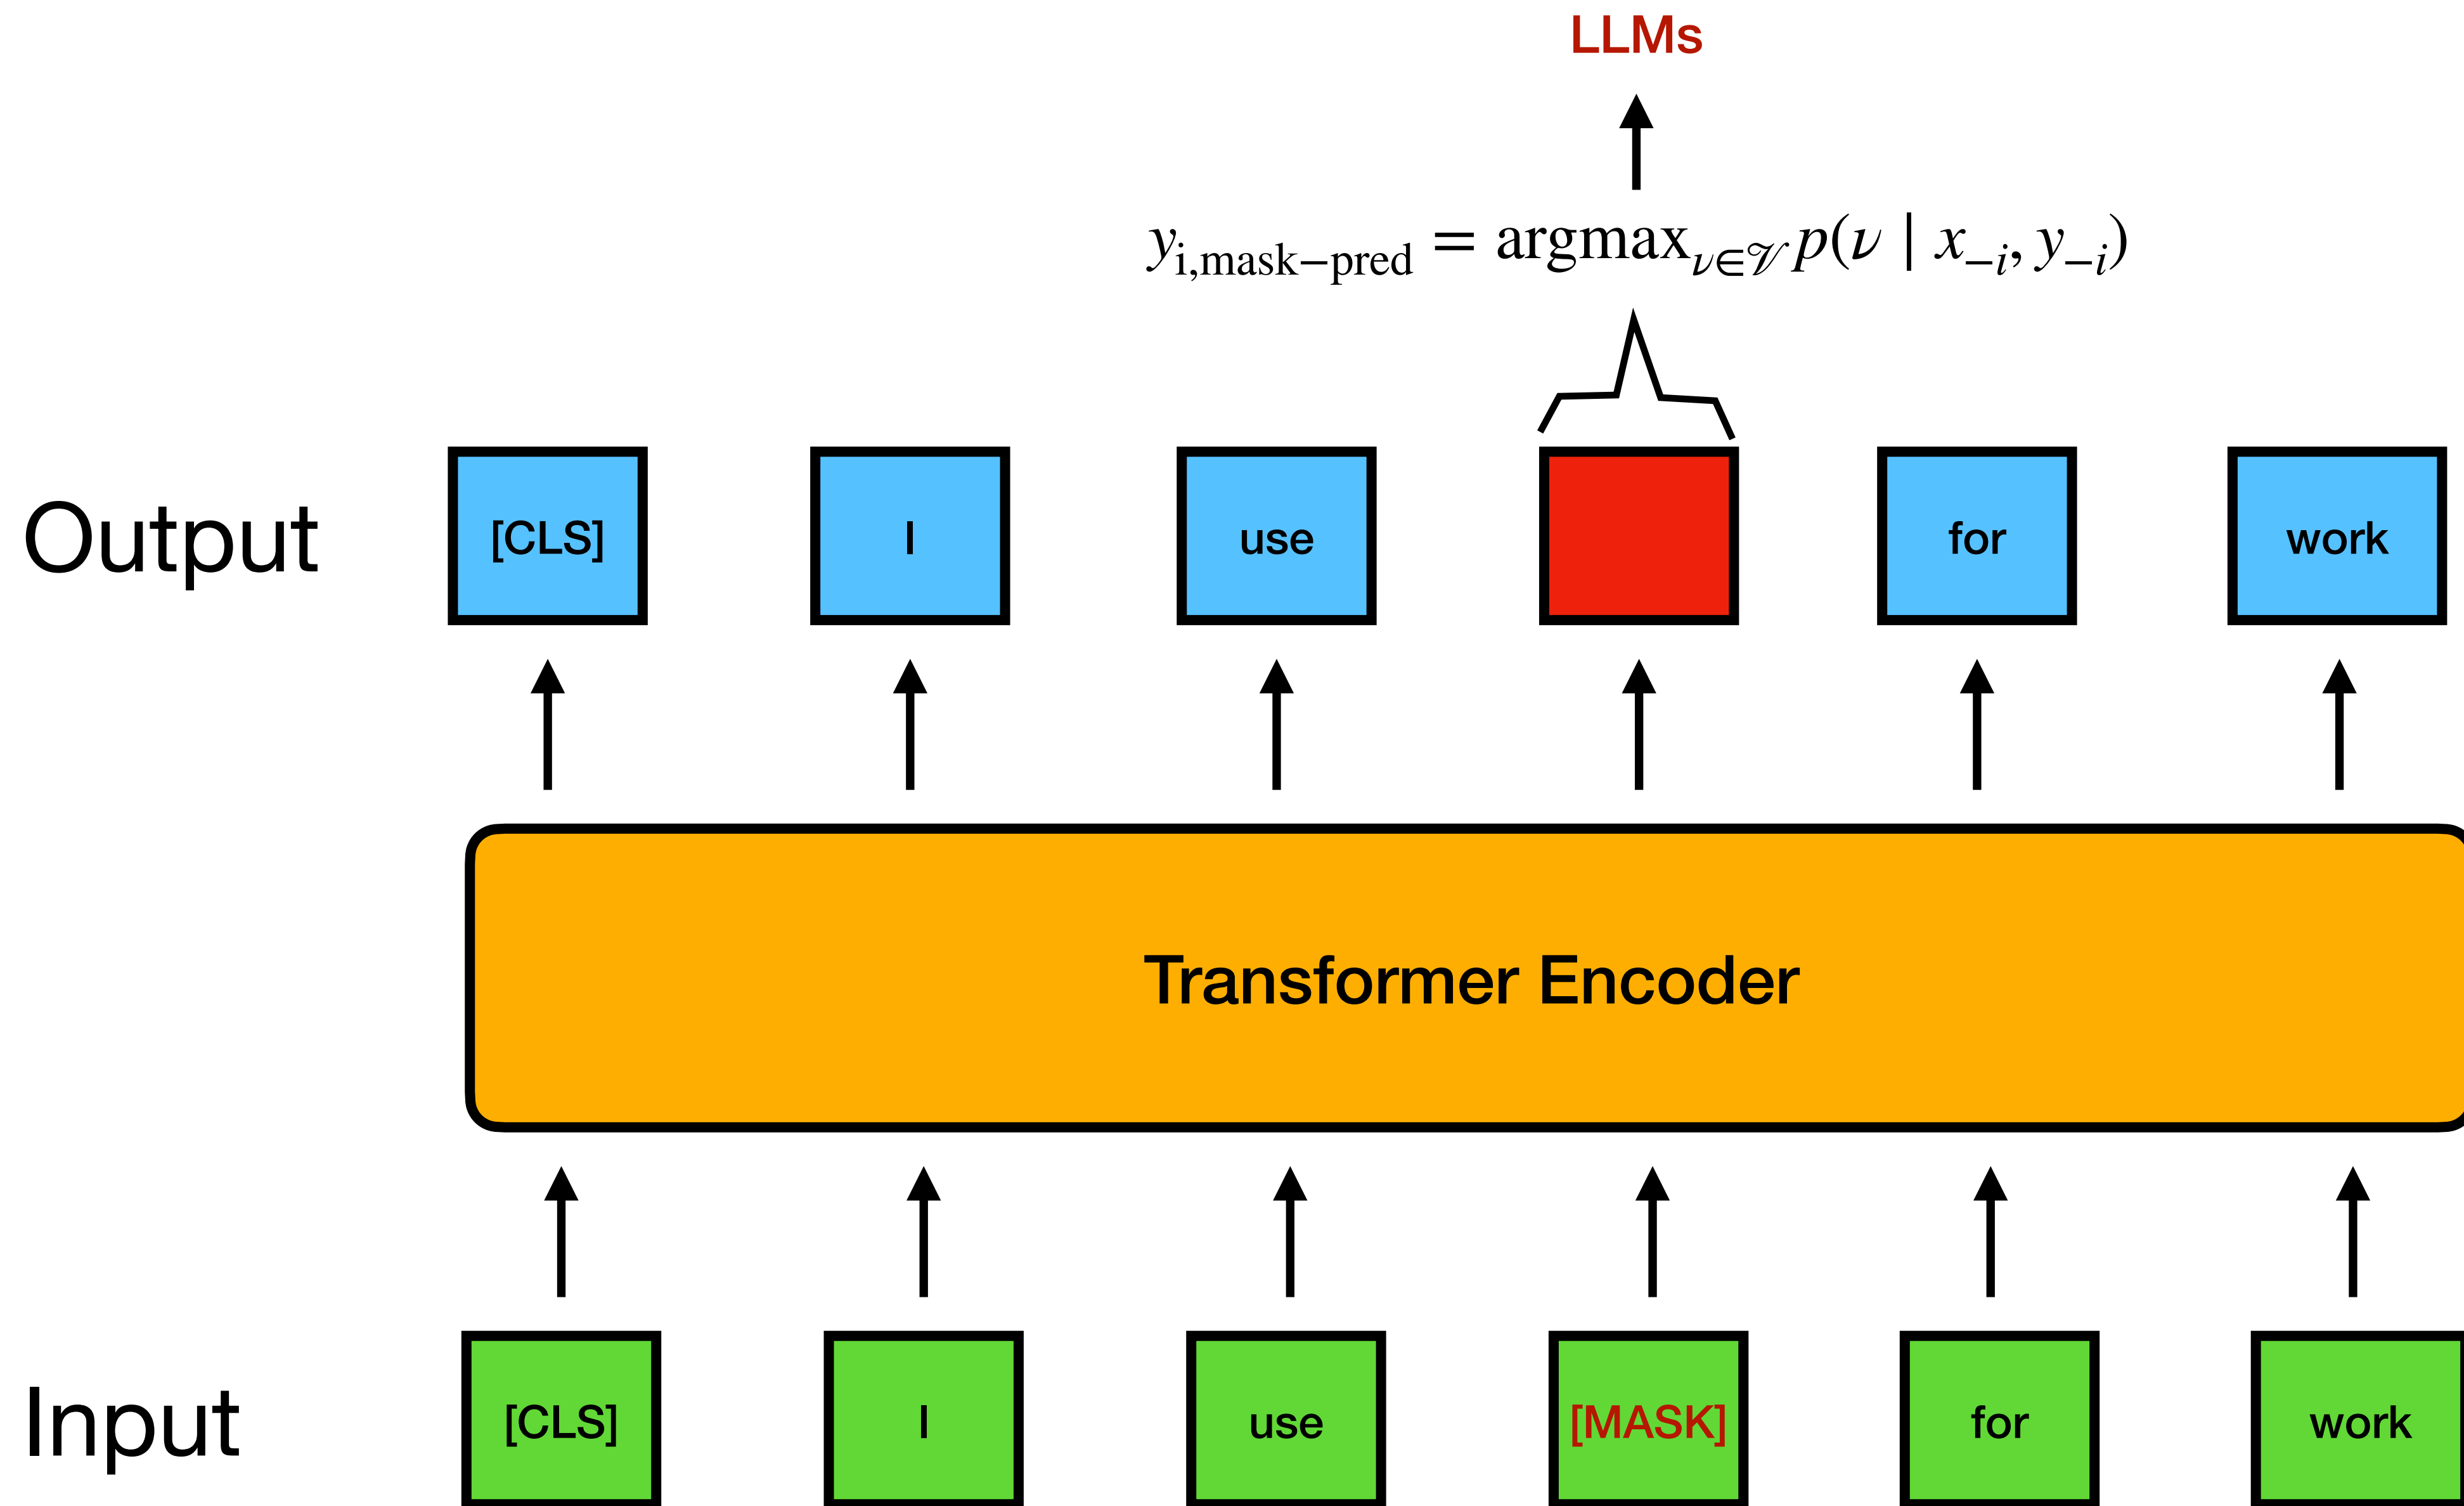 LLMs
y_{i,mask−pred} = argmax_{ν∈𝒱} p(ν | x_{−i}, y_{−i})
Output [CLS] I use for work
Transformer Encoder
Input [CLS] I use [MASK] for work